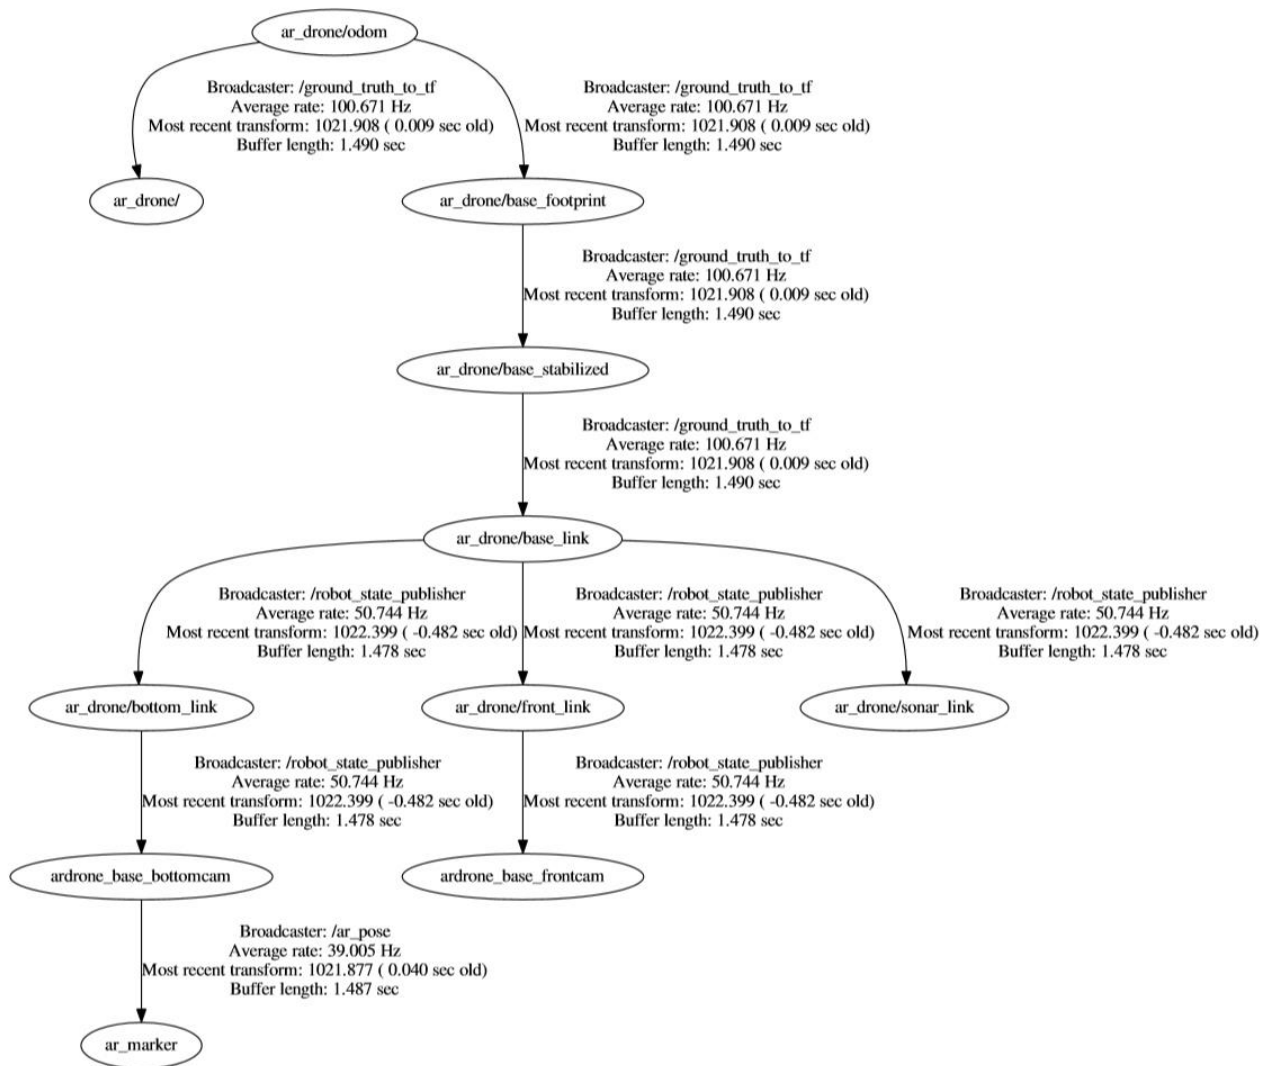 ar_drone/odom
Broadcaster: /ground_truth_to_tf
Average rate: 100.671 Hz
Most recent transform: 1021.908 ( 0.009 sec old)
Buffer length: 1.490 sec
Broadcaster: /ground_truth_to_tf
Average rate: 100.671 Hz
Most recent transform: 1021.908 ( 0.009 sec old)
Buffer length: 1.490 sec
ar_drone/
ar_drone/base_footprint
Broadcaster: /ground_truth_to_tf
Average rate: 100.671 Hz
Most recent transform: 1021.908 ( 0.009 sec old)
Buffer length: 1.490 sec
ar_drone/base_stabilized
Broadcaster: /ground_truth_to_tf
Average rate: 100.671 Hz
Most recent transform: 1021.908 ( 0.009 sec old)
Buffer length: 1.490 sec
ar_drone/base_link
Broadcaster: /robot_state_publisher
Average rate: 50.744 Hz
Most recent transform: 1022.399 ( -0.482 sec old)
Buffer length: 1.478 sec
Broadcaster: /robot_state_publisher
Average rate: 50.744 Hz
Most recent transform: 1022.399 ( -0.482 sec old)
Buffer length: 1.478 sec
Broadcaster: /robot_state_publisher
Average rate: 50.744 Hz
Most recent transform: 1022.399 ( -0.482 sec old)
Buffer length: 1.478 sec
ar_drone/bottom_link
ar_drone/front_link
ar_drone/sonar_link
Broadcaster: /robot_state_publisher
Average rate: 50.744 Hz
Most recent transform: 1022.399 ( -0.482 sec old)
Buffer length: 1.478 sec
Broadcaster: /robot_state_publisher
Average rate: 50.744 Hz
Most recent transform: 1022.399 ( -0.482 sec old)
Buffer length: 1.478 sec
ardrone_base_bottomcam
ardrone_base_frontcam
Broadcaster: /ar_pose
Average rate: 39.005 Hz
Most recent transform: 1021.877 ( 0.040 sec old)
Buffer length: 1.487 sec
ar_marker